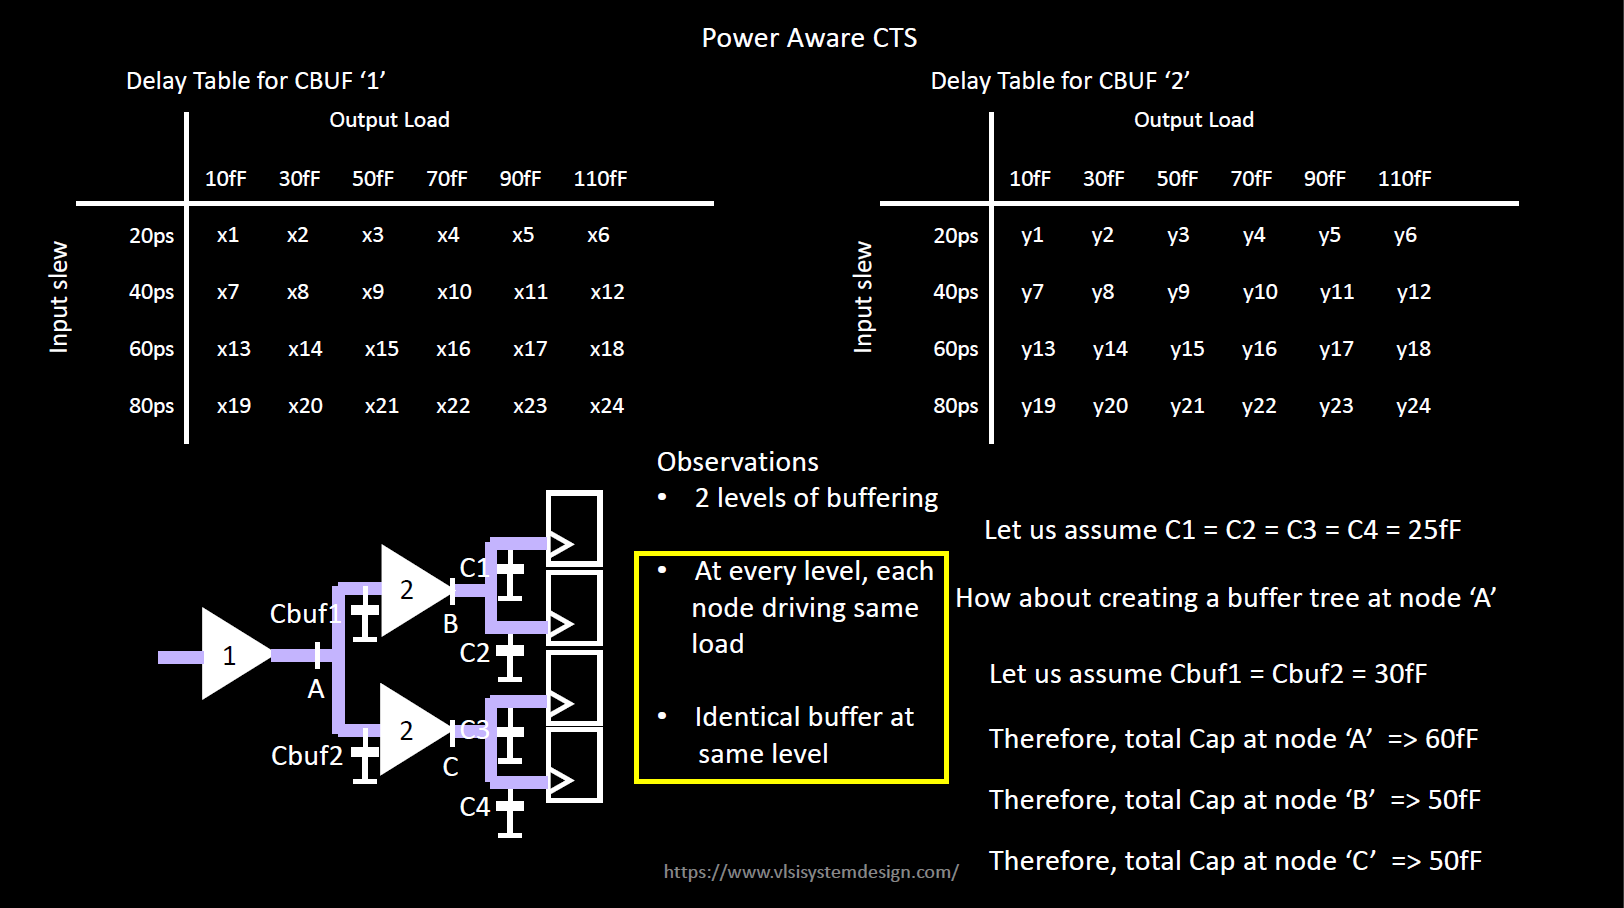 Power Aware CTS
Delay Table for CBUF ‘1’
Output Load
10fF 30fF 50fF 70fF 90fF 110fF
Input slew
20ps x1 x2 x3 x4 x5 x6
40ps x7 x8 x9 x10 x11 x12
60ps x13 x14 x15 x16 x17 x18
80ps x19 x20 x21 x22 x23 x24
Delay Table for CBUF ‘2’
Output Load
10fF 30fF 50fF 70fF 90fF 110fF
Input slew
20ps y1 y2 y3 y4 y5 y6
40ps y7 y8 y9 y10 y11 y12
60ps y13 y14 y15 y16 y17 y18
80ps y19 y20 y21 y22 y23 y24
1
A
Cbuf1
2
B
C1
C2
Cbuf2
2
C
C3
C4
Observations
• 2 levels of buffering
• At every level, each
node driving same
load
• Identical buffer at
same level
Let us assume C1 = C2 = C3 = C4 = 25fF
How about creating a buffer tree at node ‘A’
Let us assume Cbuf1 = Cbuf2 = 30fF
Therefore, total Cap at node ‘A’ => 60fF
Therefore, total Cap at node ‘B’ => 50fF
Therefore, total Cap at node ‘C’ => 50fF
https://www.vlsisystemdesign.com/